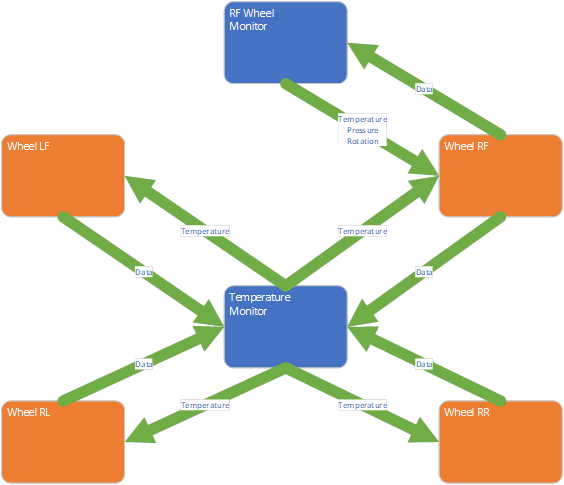 RF Wheel
Monitor
Data
Temperature
Pressure
Rotation
Wheel LF
Wheel RF
Temperature
Temperature
Data
Data
Temperature
Monitor
Data
Data
Temperature
Temperature
Wheel RL
Wheel RR